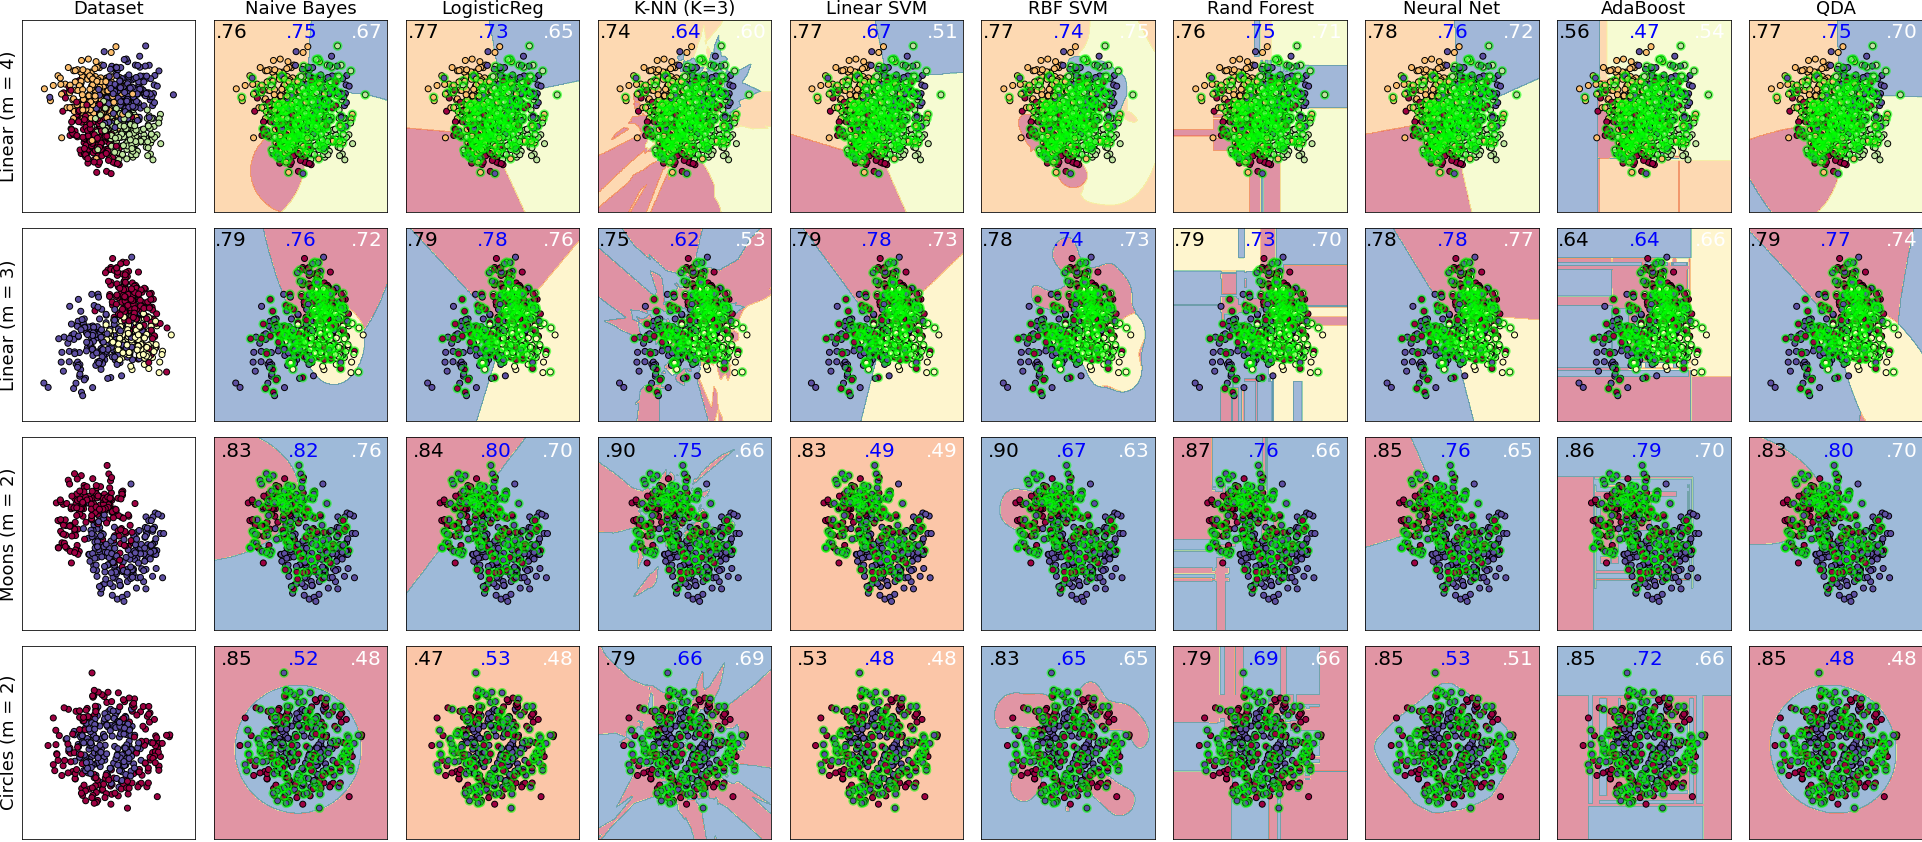 Dataset Naive Bayes LogisticReg K-NN (K=3) Linear SVM RBF SVM Rand Forest Neural Net AdaBoost QDA
Linear (m = 4)
.76 .75 .67 .77 .73 .65 .74 .64 .60 .77 .67 .51 .77 .74 .75 .76 .75 .71 .78 .76 .72 .56 .47 .54 .77 .75 .70
Linear (m = 3)
.79 .76 .72 .79 .78 .76 .75 .62 .53 .79 .78 .73 .78 .74 .73 .79 .73 .70 .78 .78 .77 .64 .64 .66 .79 .77 .74
Moons (m = 2)
.83 .82 .76 .84 .80 .70 .90 .75 .66 .83 .49 .49 .90 .67 .63 .87 .76 .66 .85 .76 .65 .86 .79 .70 .83 .80 .70
Circles (m = 2)
.85 .52 .48 .47 .53 .48 .79 .66 .69 .53 .48 .48 .83 .65 .65 .79 .69 .66 .85 .53 .51 .85 .72 .66 .85 .48 .48